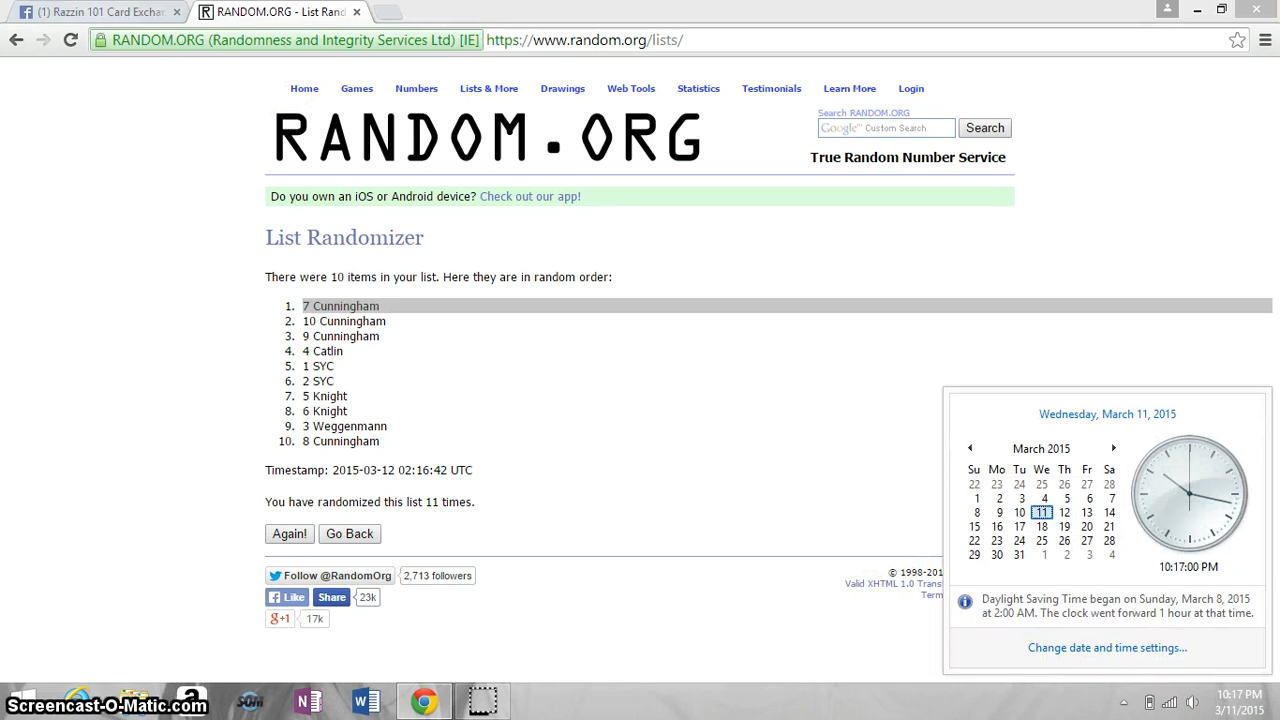 (1) Razzin 101 Card Exchan
RANDOM.ORG - List Rand
RANDOM.ORG (Randomness and Integrity Services Ltd) [IE]
https://www.random.org/lists/
Home Games Numbers Lists & More Drawings Web Tools Statistics Testimonials Learn More Login
RANDOM.ORG
Search RANDOM.ORG
Google™ Custom Search
Search
True Random Number Service
Do you own an iOS or Android device? Check out our app!
List Randomizer
There were 10 items in your list. Here they are in random order:
1. 7 Cunningham
2. 10 Cunningham
3. 9 Cunningham
4. 4 Catlin
5. 1 SYC
6. 2 SYC
7. 5 Knight
8. 6 Knight
9. 3 Weggenmann
10. 8 Cunningham
Timestamp: 2015-03-12 02:16:42 UTC
You have randomized this list 11 times.
Again! Go Back
Follow @RandomOrg 2,713 followers
Like Share 23k
g+1 17k
© 1998-201
Valid XHTML 1.0 Trans
Term
Wednesday, March 11, 2015
March 2015
Su Mo Tu We Th Fr Sa
22 23 24 25 26 27 28
1 2 3 4 5 6 7
8 9 10 11 12 13 14
15 16 17 18 19 20 21
22 23 24 25 26 27 28
29 30 31 1 2 3 4
10:17:00 PM
Daylight Saving Time began on Sunday, March 8, 2015
at 2:00 AM. The clock went forward 1 hour at that time.
Change date and time settings...
Screencast-O-Matic.com
SOM
10:17 PM
3/11/2015